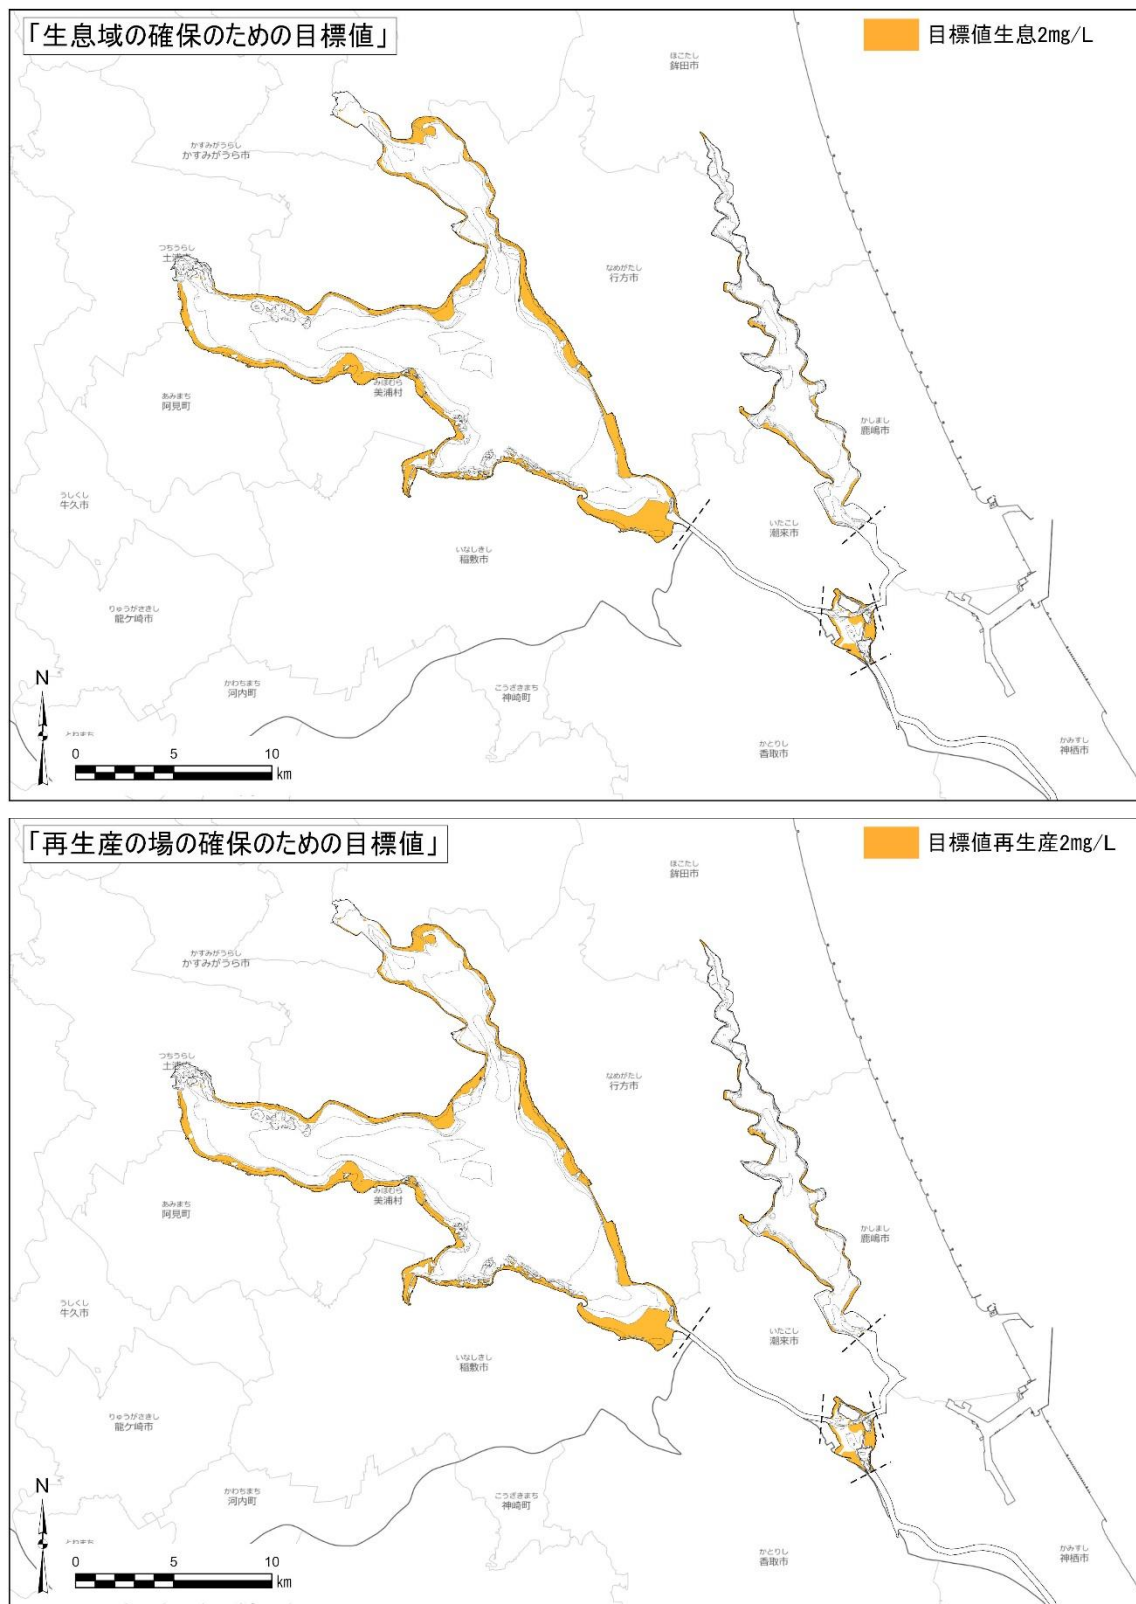 「生息域の確保のための目標値」
目標値生息2mg/L
ほこたし
鉾田市
かすみがうらし
かすみがうら市
つちうらし
土浦市
なめがたし
行方市
あみまち
阿見町
みほむら
美浦村
かしまし
鹿嶋市
うしくし
牛久市
いたこし
潮来市
いなしきし
稲敷市
りゅうがさきし
龍ケ崎市
かわちまち
河内町
こうざきまち
神崎町
N
とねまち
かとりし
香取市
かみすし
神栖市
0 5 10
km
「再生産の場の確保のための目標値」
目標値再生産2mg/L
ほこたし
鉾田市
かすみがうらし
かすみがうら市
つちうらし
土浦市
なめがたし
行方市
あみまち
阿見町
みほむら
美浦村
かしまし
鹿嶋市
うしくし
牛久市
いたこし
潮来市
いなしきし
稲敷市
りゅうがさきし
龍ケ崎市
かわちまち
河内町
こうざきまち
神崎町
N
とねまち
かとりし
香取市
かみすし
神栖市
0 5 10
km